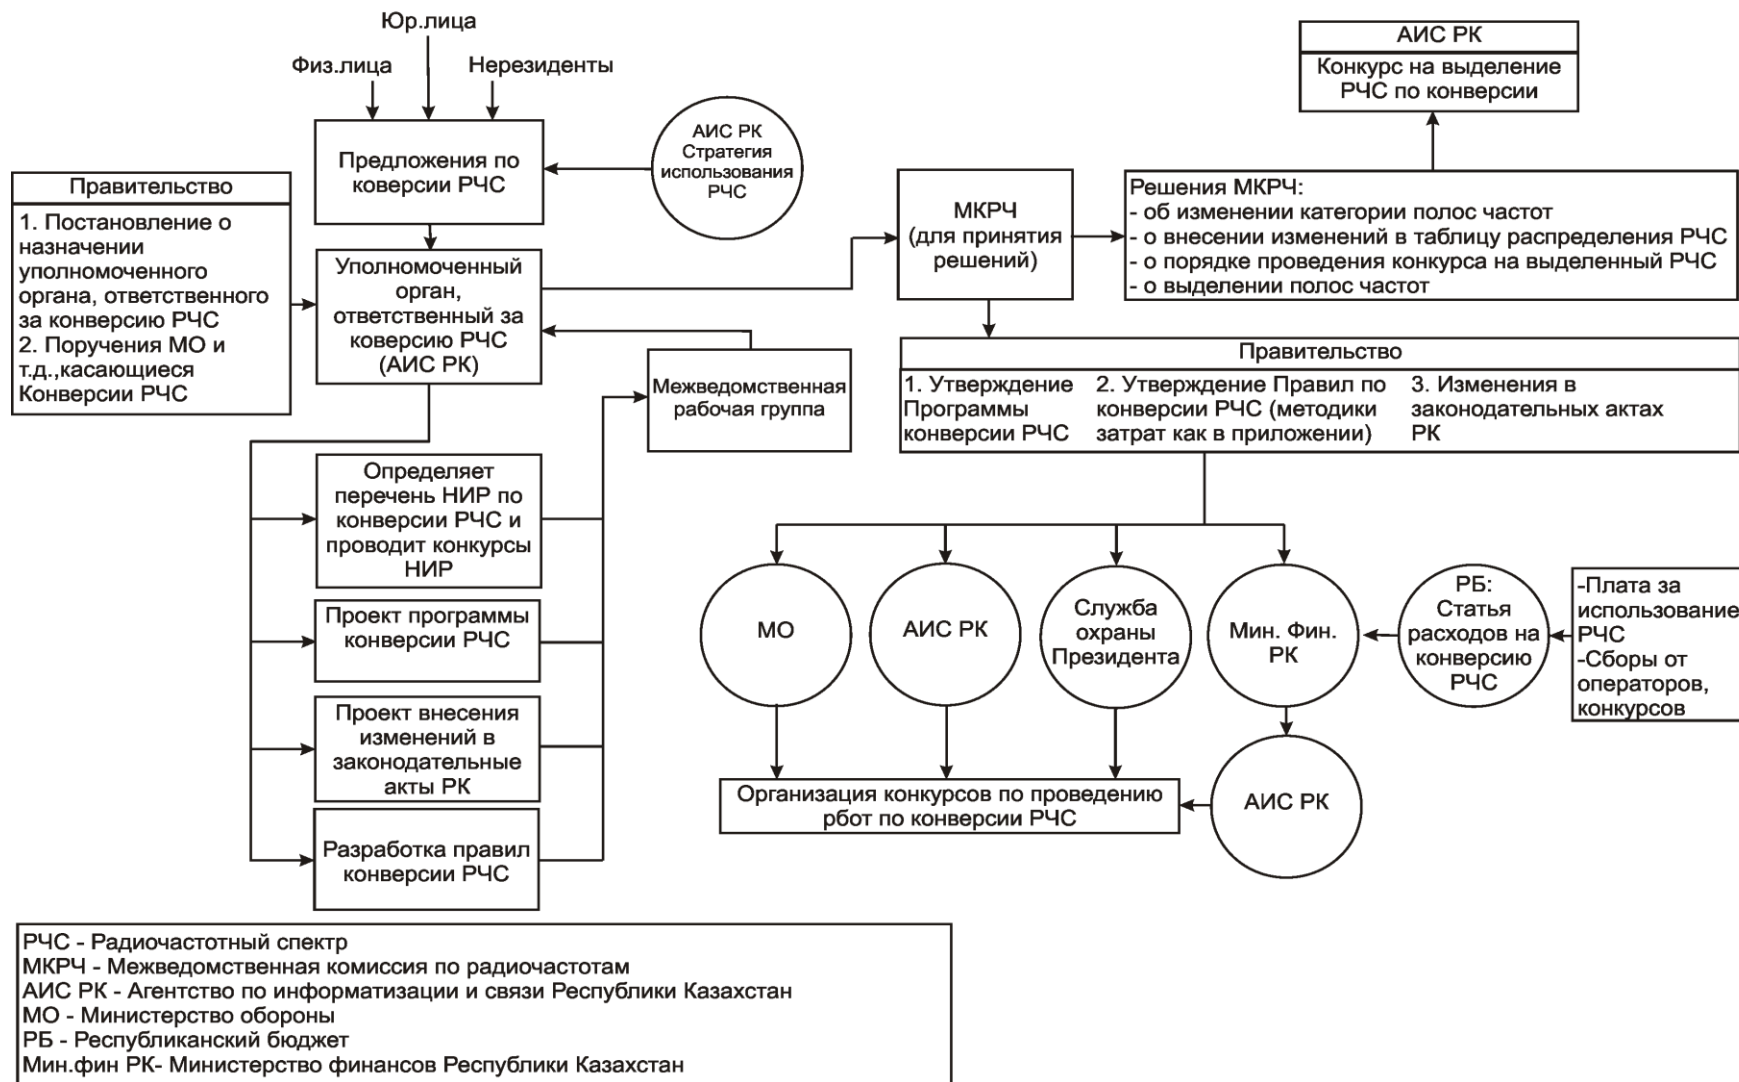 Юр.лица
Физ.лица
Нерезиденты
Предложения по
коверсии РЧС
АИС РК
Стратегия
использования
РЧС
АИС РК
Конкурс на выделение
РЧС по конверсии
Правительство
1. Постановление о
назначении
уполномоченного
органа, ответственного
за конверсию РЧС
2. Поручения МО и
т.д.,касающиеся
Конверсии РЧС
Уполномоченный
орган,
ответственный за
коверсию РЧС
(АИС РК)
МКРЧ
(для принятия
решений)
Решения МКРЧ:
- об изменении категории полос частот
- о внесении изменений в таблицу распределения РЧС
- о порядке проведения конкурса на выделенный РЧС
- о выделении полос частот
Межведомственная
рабочая группа
Правительство
1. Утверждение
Программы
конверсии РЧС
2. Утверждение Правил по
конверсии РЧС (методики
затрат как в приложении)
3. Изменения в
законодательных актах
РК
Определяет
перечень НИР по
конверсии РЧС и
проводит конкурсы
НИР
Проект программы
конверсии РЧС
Проект внесения
изменений в
законодательные
акты РК
Разработка правил
конверсии РЧС
МО
АИС РК
Служба
охраны
Президента
Мин. Фин.
РК
РБ:
Статья
расходов на
конверсию
РЧС
-Плата за
использование
РЧС
-Сборы от
операторов,
конкурсов
Организация конкурсов по проведению
рбот по конверсии РЧС
АИС РК
РЧС - Радиочастотный спектр
МКРЧ - Межведомственная комиссия по радиочастотам
АИС РК - Агентство по информатизации и связи Республики Казахстан
МО - Министерство обороны
РБ - Республиканский бюджет
Мин.фин РК- Министерство финансов Республики Казахстан